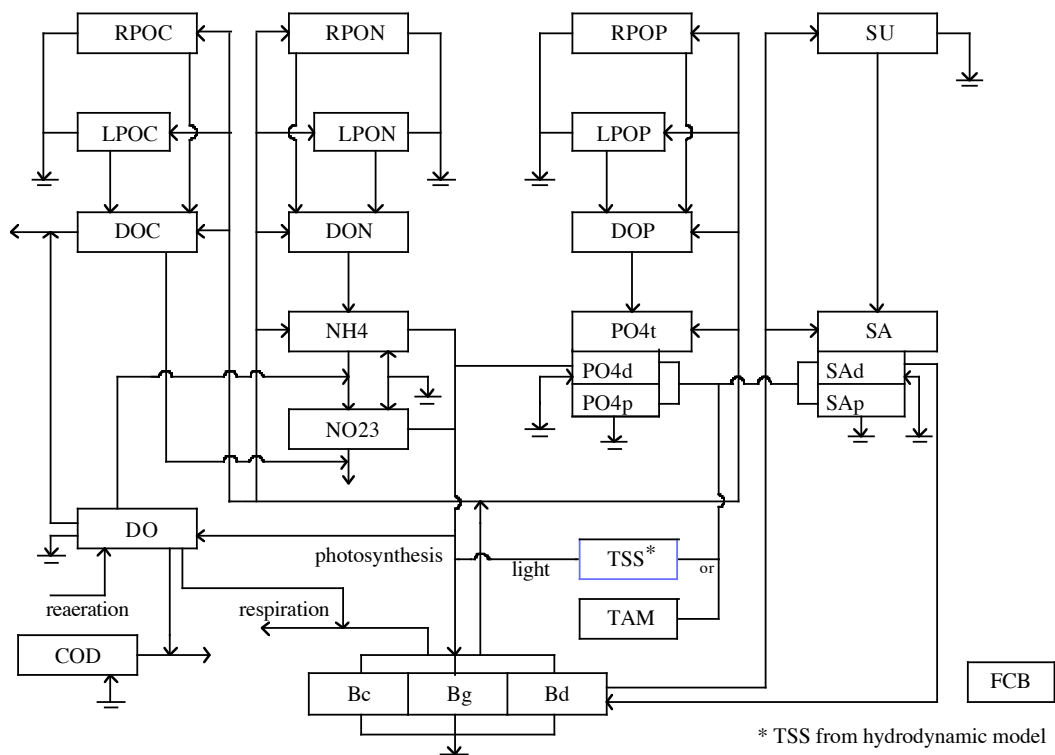 RPOC
RPON
RPOP
SU
LPOC
LPON
LPOP
DOC
DON
DOP
NH4
PO4t
SA
PO4d
SAd
PO4p
SAp
NO23
DO
photosynthesis
light
TSS*
or
reaeration
respiration
TAM
COD
Bc
Bg
Bd
FCB
* TSS from hydrodynamic model